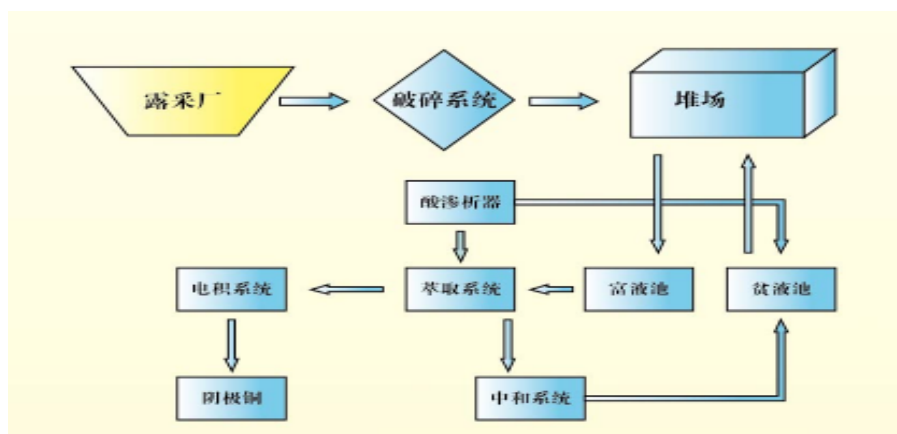 露采厂
破碎系统
堆场
酸渗析器
电积系统
萃取系统
富液池
贫液池
阴极铜
中和系统